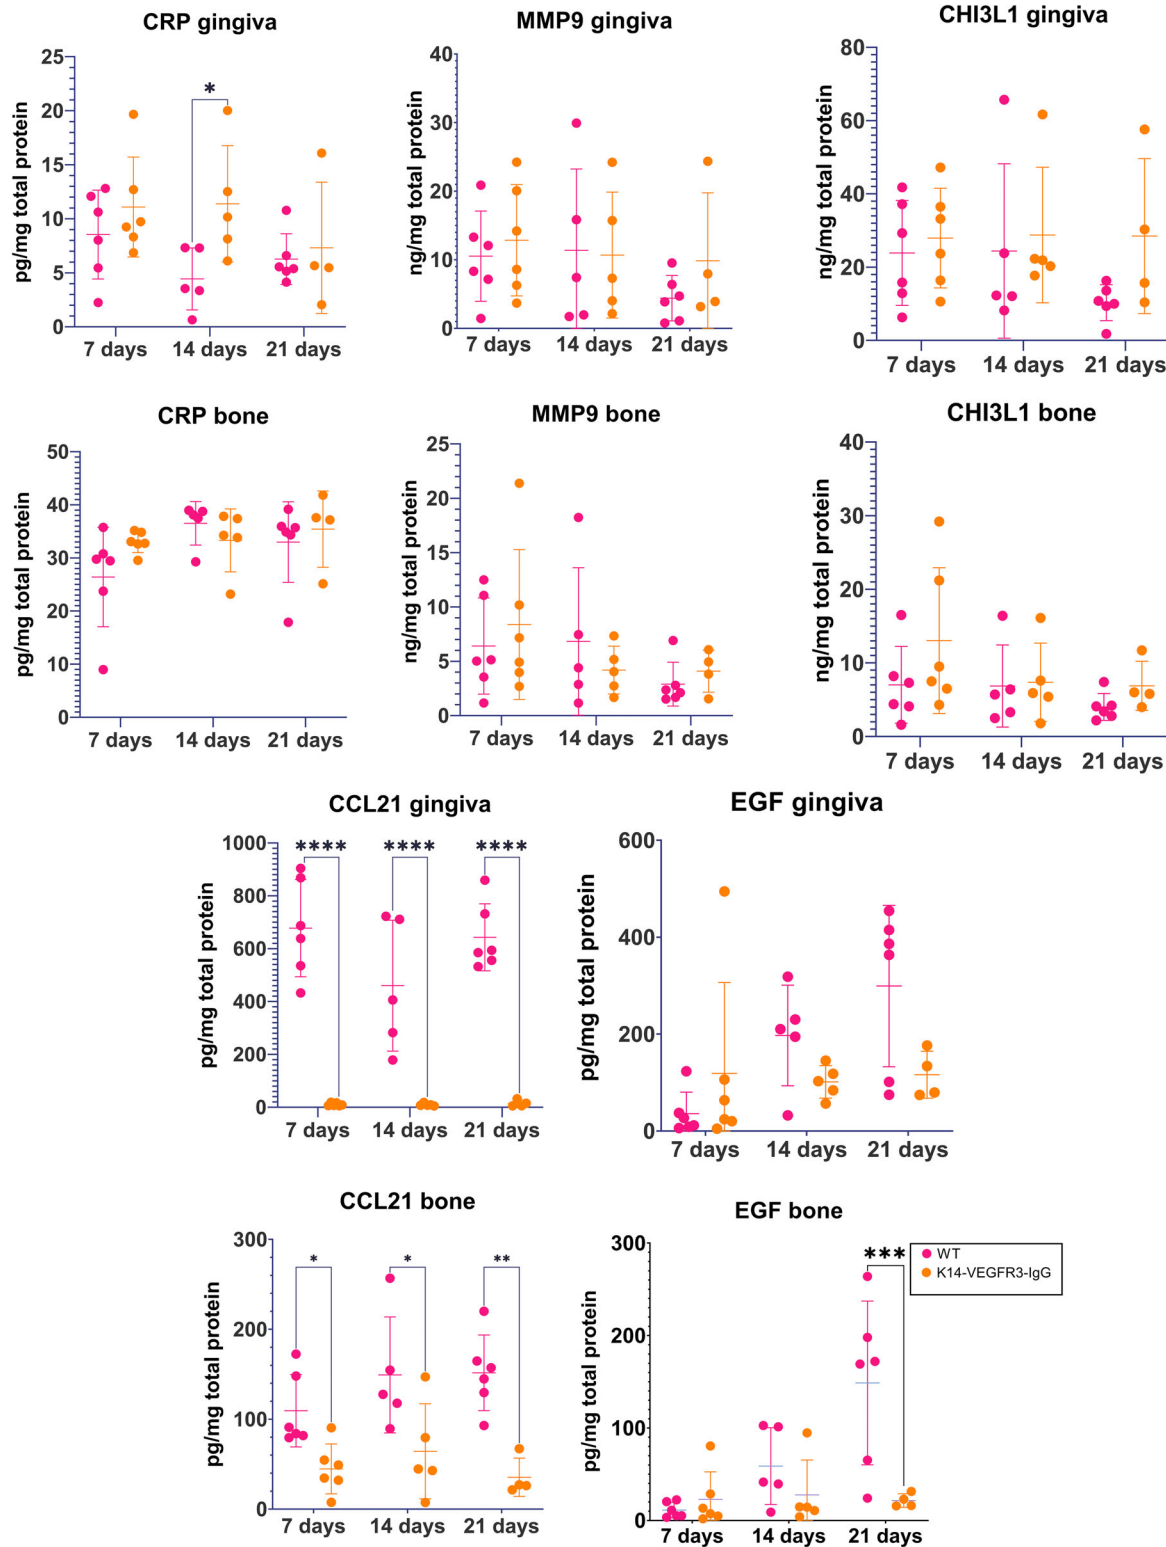 CRP gingiva
pg/mg total protein
25
20
15
10
5
0
*
7 days 14 days 21 days
MMP9 gingiva
ng/mg total protein
40
30
20
10
0
7 days 14 days 21 days
CHI3L1 gingiva
ng/mg total protein
80
60
40
20
0
7 days 14 days 21 days
CRP bone
pg/mg total protein
50
40
30
20
10
0
7 days 14 days 21 days
MMP9 bone
ng/mg total protein
25
20
15
10
5
0
7 days 14 days 21 days
CHI3L1 bone
ng/mg total protein
40
30
20
10
0
7 days 14 days 21 days
CCL21 gingiva
pg/mg total protein
1000
800
600
400
200
0
**** **** ****
7 days 14 days 21 days
EGF gingiva
pg/mg total protein
600
400
200
0
7 days 14 days 21 days
CCL21 bone
pg/mg total protein
300
200
100
0
* * **
7 days 14 days 21 days
EGF bone
pg/mg total protein
300
200
100
0
***
WT
K14-VEGFR3-IgG
7 days 14 days 21 days